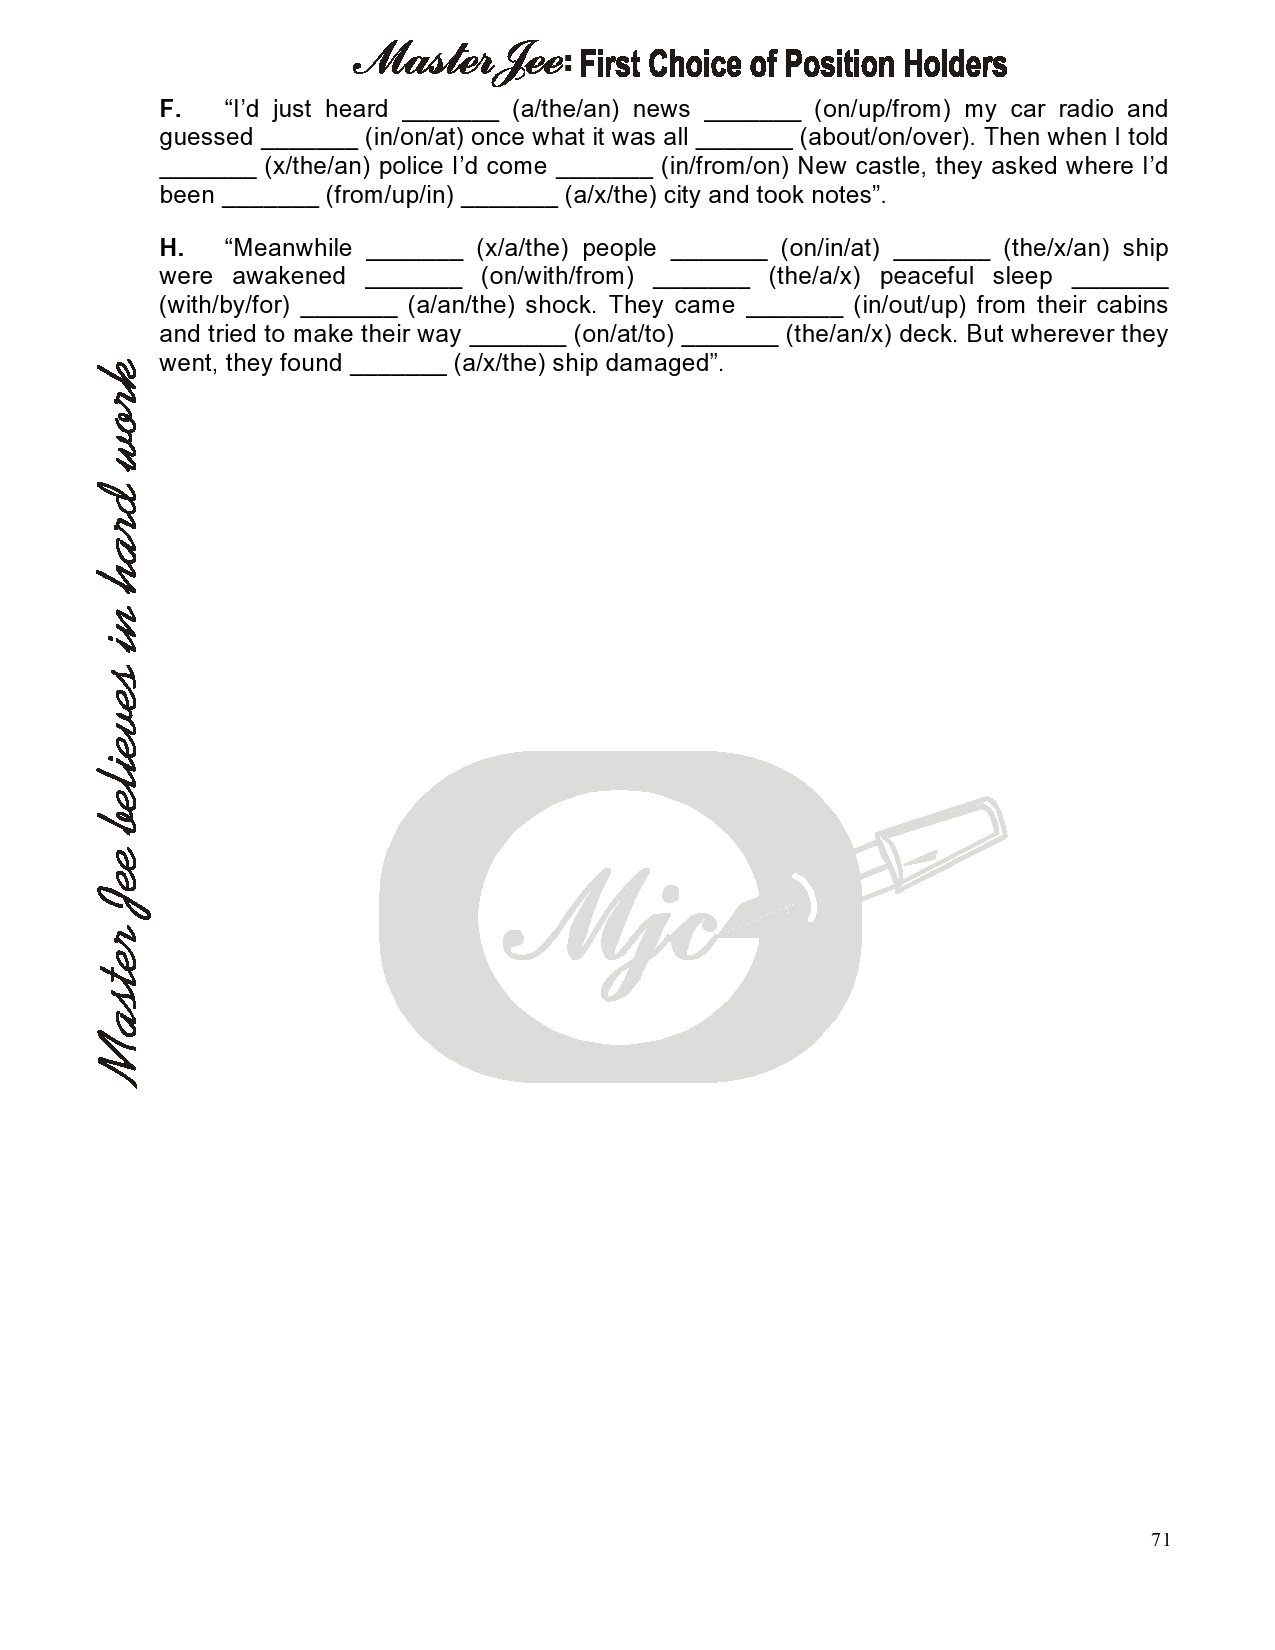 Master Jee: First Choice of Position Holders
F. “I’d just heard _______ (a/the/an) news _______ (on/up/from) my car radio and
guessed _______ (in/on/at) once what it was all _______ (about/on/over). Then when I told
_______ (x/the/an) police I’d come _______ (in/from/on) New castle, they asked where I’d
been _______ (from/up/in) _______ (a/x/the) city and took notes”.
H. “Meanwhile _______ (x/a/the) people _______ (on/in/at) _______ (the/x/an) ship
were awakened _______ (on/with/from) _______ (the/a/x) peaceful sleep _______
(with/by/for) _______ (a/an/the) shock. They came _______ (in/out/up) from their cabins
and tried to make their way _______ (on/at/to) _______ (the/an/x) deck. But wherever they
went, they found _______ (a/x/the) ship damaged”.
Master Jee believes in hard work
Mjc
71